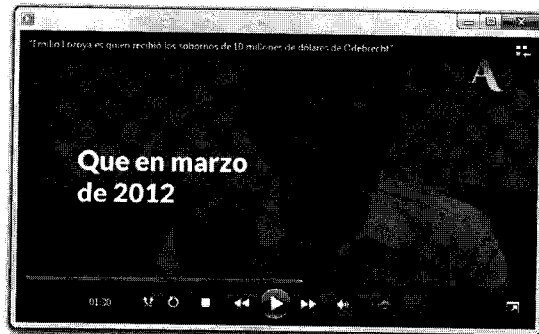 "Emilio Lozoya es quien recibió los sobornos de 10 millones de dólares de Odebrecht"
A
Que en marzo
de 2012
01:20